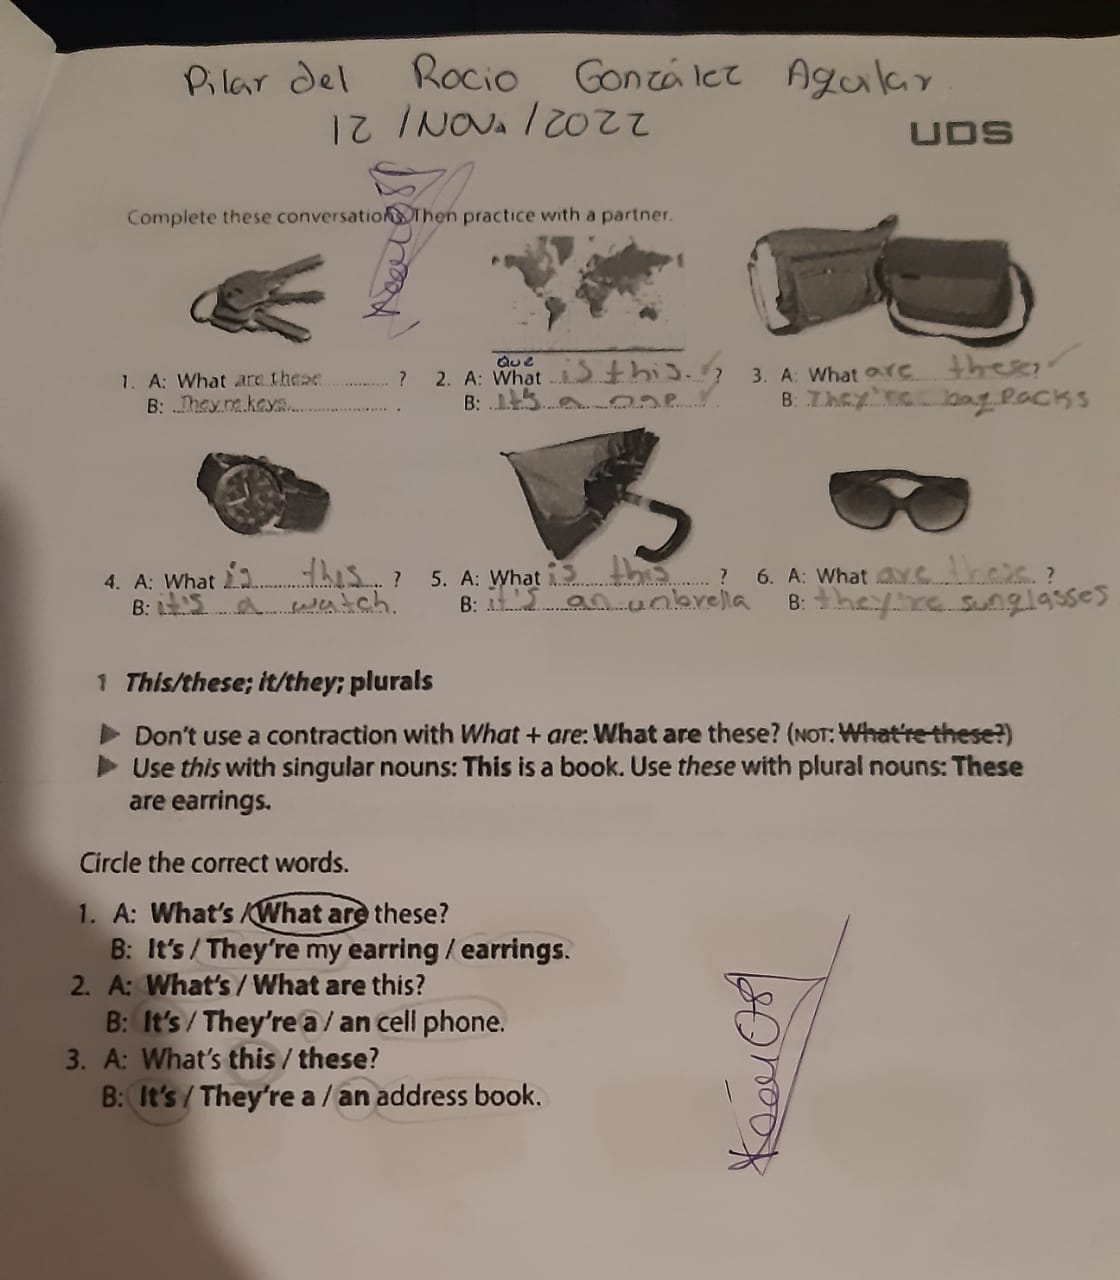 Pilar del Rocio González Aguilar
12 /Nov. /2022
UDS
Complete these conversations. Then practice with a partner.
Que
1. A: What are these ? 2. A: What is this. ? 3. A: What are these?
B: They're keys. B: It's a one B: They're bag Packs
4. A: What is this ? 5. A: What is this ? 6. A: What are these ?
B: it's a watch. B: it's an unbrella B: they're sunglasses
1 This/these; it/they; plurals
▶ Don't use a contraction with What + are: What are these? (NOT: What're these?)
▶ Use this with singular nouns: This is a book. Use these with plural nouns: These
are earrings.
Circle the correct words.
1. A: What's / What are these?
B: It's / They're my earring / earrings.
2. A: What's / What are this?
B: It's / They're a / an cell phone.
3. A: What's this / these?
B: It's / They're a / an address book.